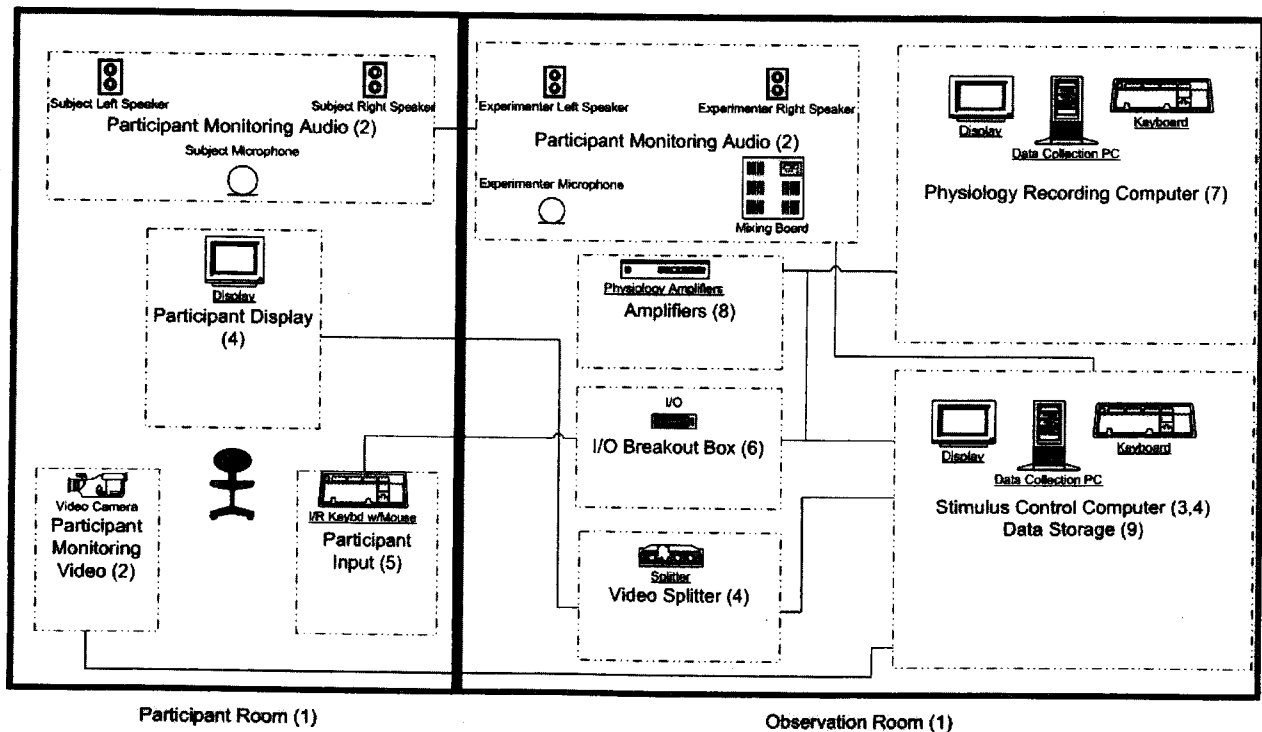 Subject Left Speaker
Subject Right Speaker
Participant Monitoring Audio (2)
Subject Microphone
Display
Participant Display
(4)
Video Camera
Participant
Monitoring
Video (2)
I/R Keybd w/Mouse
Participant
Input (5)
Experimenter Left Speaker
Experimenter Right Speaker
Participant Monitoring Audio (2)
Experimenter Microphone
Mixing Board
Physiology Amplifiers
Amplifiers (8)
I/O
I/O Breakout Box (6)
Splitter
Video Splitter (4)
Display
Data Collection PC
Keyboard
Physiology Recording Computer (7)
Display
Data Collection PC
Keyboard
Stimulus Control Computer (3,4)
Data Storage (9)
Participant Room (1)
Observation Room (1)